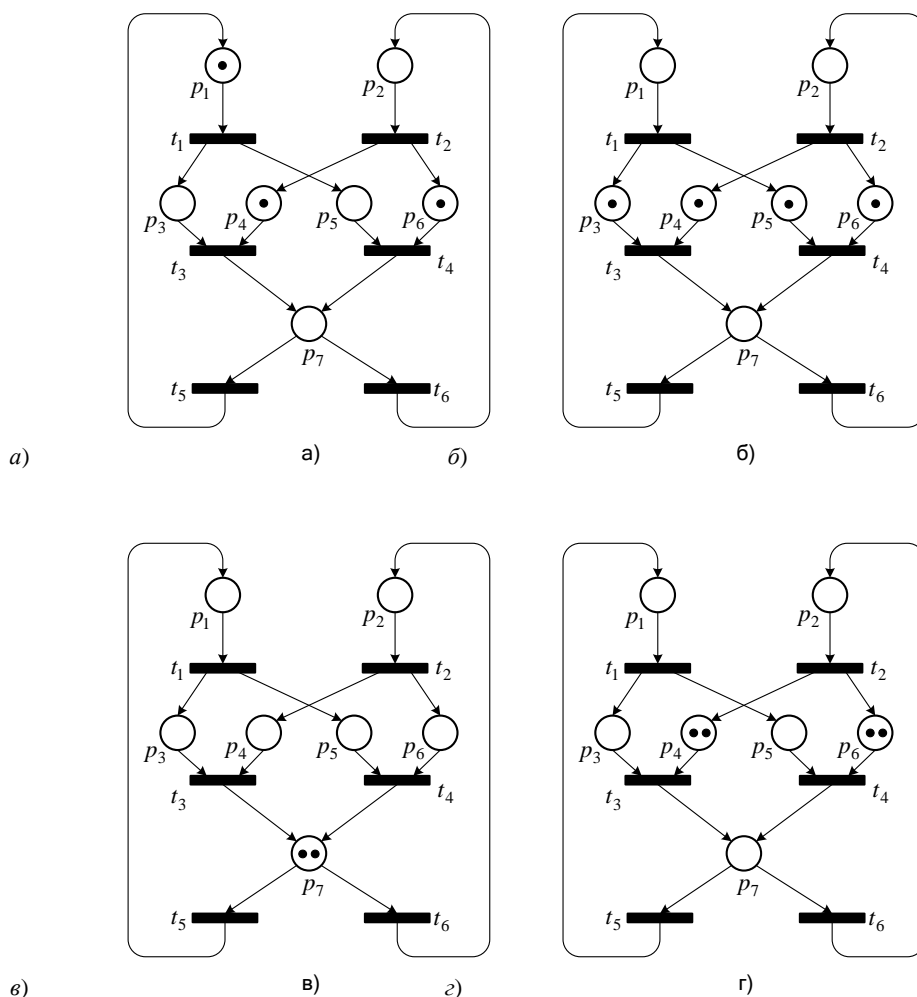 p₁ p₂ p₁ p₂
t₁ t₂ t₁ t₂
p₃ p₄ p₅ p₆ p₃ p₄ p₅ p₆
t₃ t₄ t₃ t₄
p₇ p₇
t₅ t₆ t₅ t₆
а) а) б) б)
p₁ p₂ p₁ p₂
t₁ t₂ t₁ t₂
p₃ p₄ p₅ p₆ p₃ p₄ p₅ p₆
t₃ t₄ t₃ t₄
p₇ p₇
t₅ t₆ t₅ t₆
в) в) г) г)